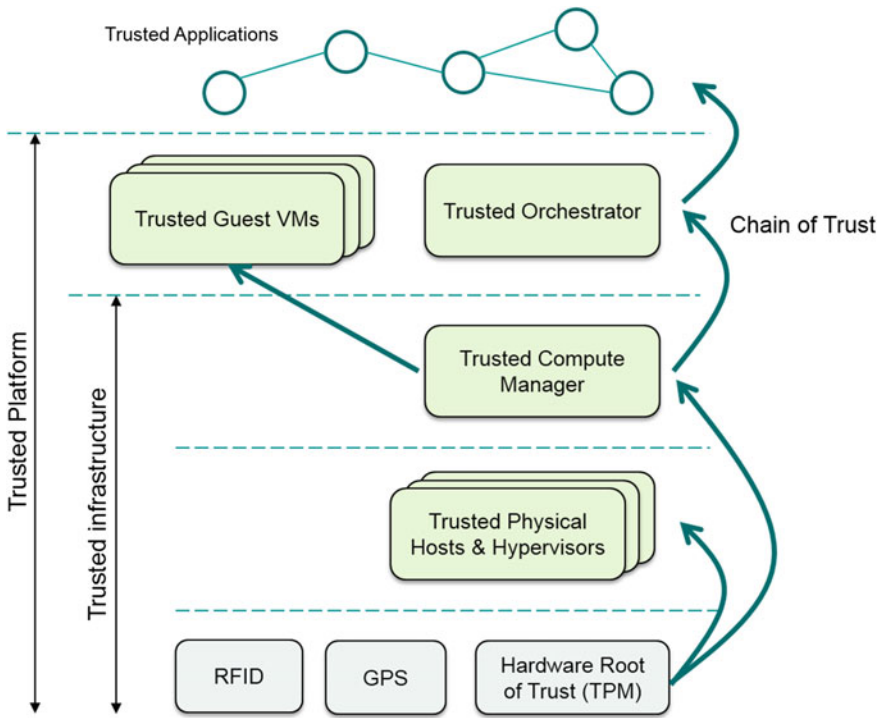 Trusted Applications
Trusted Guest VMs
Trusted Orchestrator
Chain of Trust
Trusted Compute
Manager
Trusted Platform
Trusted infrastructure
Trusted Physical
Hosts & Hypervisors
RFID
GPS
Hardware Root
of Trust (TPM)